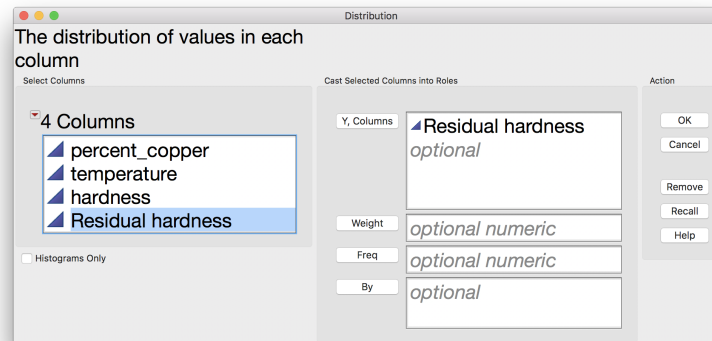 Distribution
The distribution of values in each
column
Select Columns
4 Columns
percent_copper
temperature
hardness
Residual hardness
Histograms Only
Cast Selected Columns into Roles
Y, Columns
Residual hardness
optional
Weight
optional numeric
Freq
optional numeric
By
optional
Action
OK
Cancel
Remove
Recall
Help